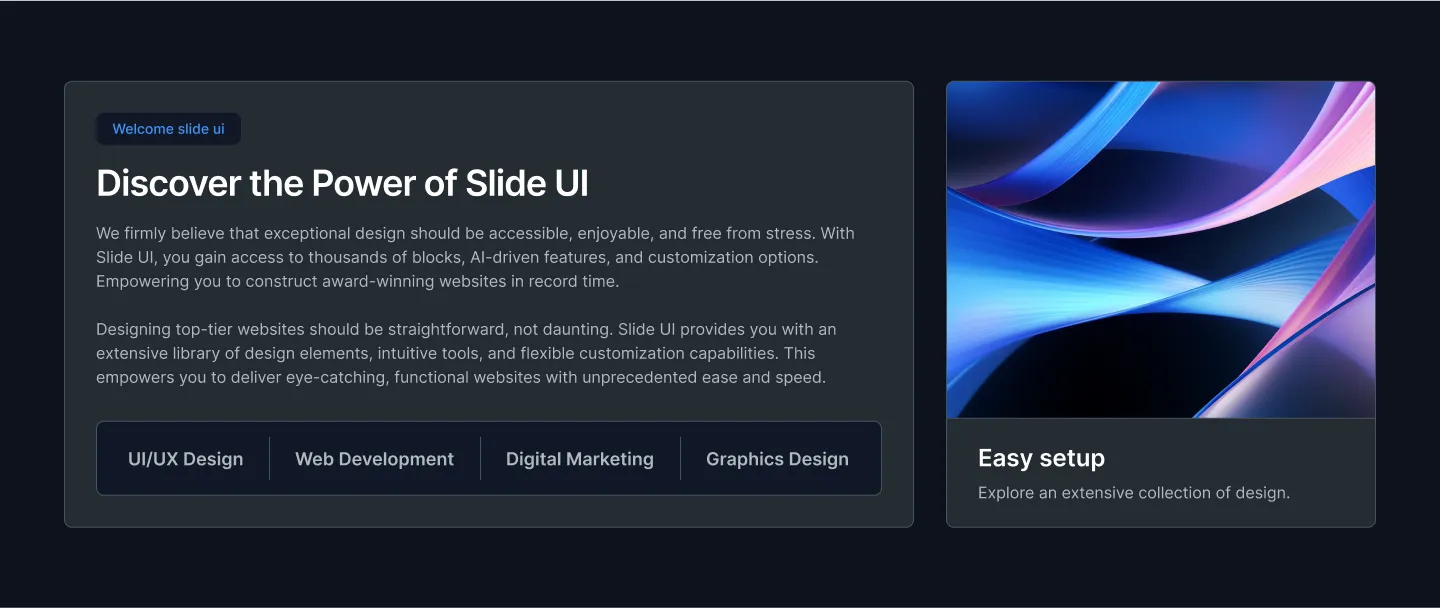 Welcome slide ui
Discover the Power of Slide UI
We firmly believe that exceptional design should be accessible, enjoyable, and free from stress. With
Slide UI, you gain access to thousands of blocks, AI-driven features, and customization options.
Empowering you to construct award-winning websites in record time.
Designing top-tier websites should be straightforward, not daunting. Slide UI provides you with an
extensive library of design elements, intuitive tools, and flexible customization capabilities. This
empowers you to deliver eye-catching, functional websites with unprecedented ease and speed.
UI/UX Design
Web Development
Digital Marketing
Graphics Design
Easy setup
Explore an extensive collection of design.